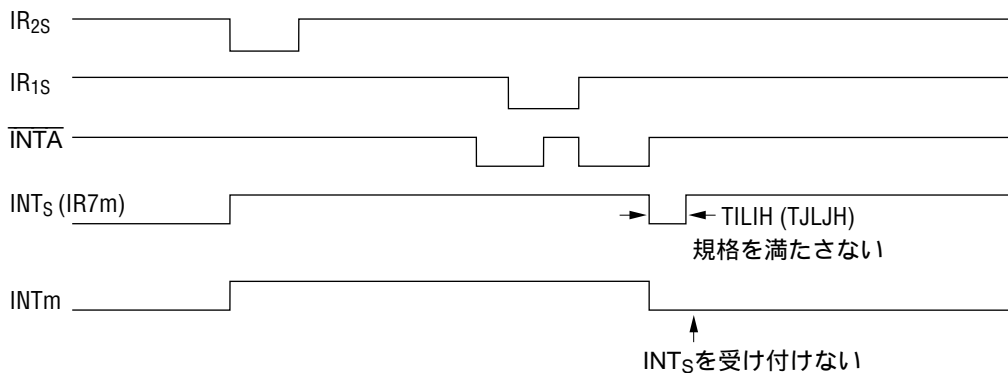 IR2S
IR1S
INTA
INTS (IR7m)
TILIH (TJLJH)
規格を満たさない
INTm
INTSを受け付けない